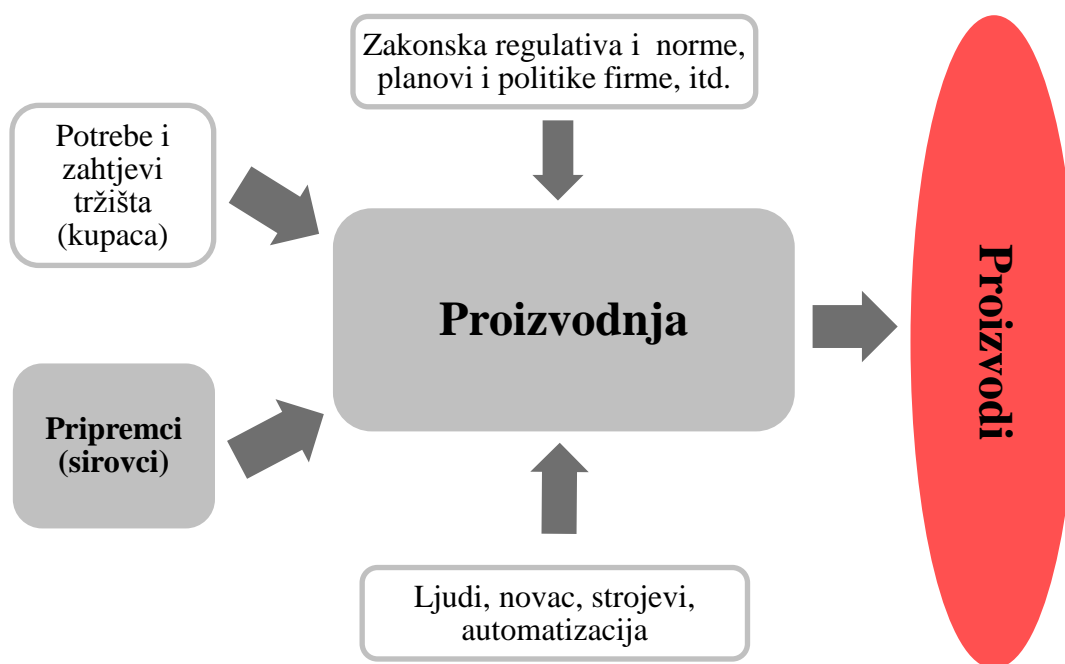 Zakonska regulativa i norme,
planovi i politike firme, itd.
Potrebe i
zahtjevi
tržišta
(kupaca)
Proizvodnja
Proizvodi
Pripremci
(sirovci)
Ljudi, novac, strojevi,
automatizacija